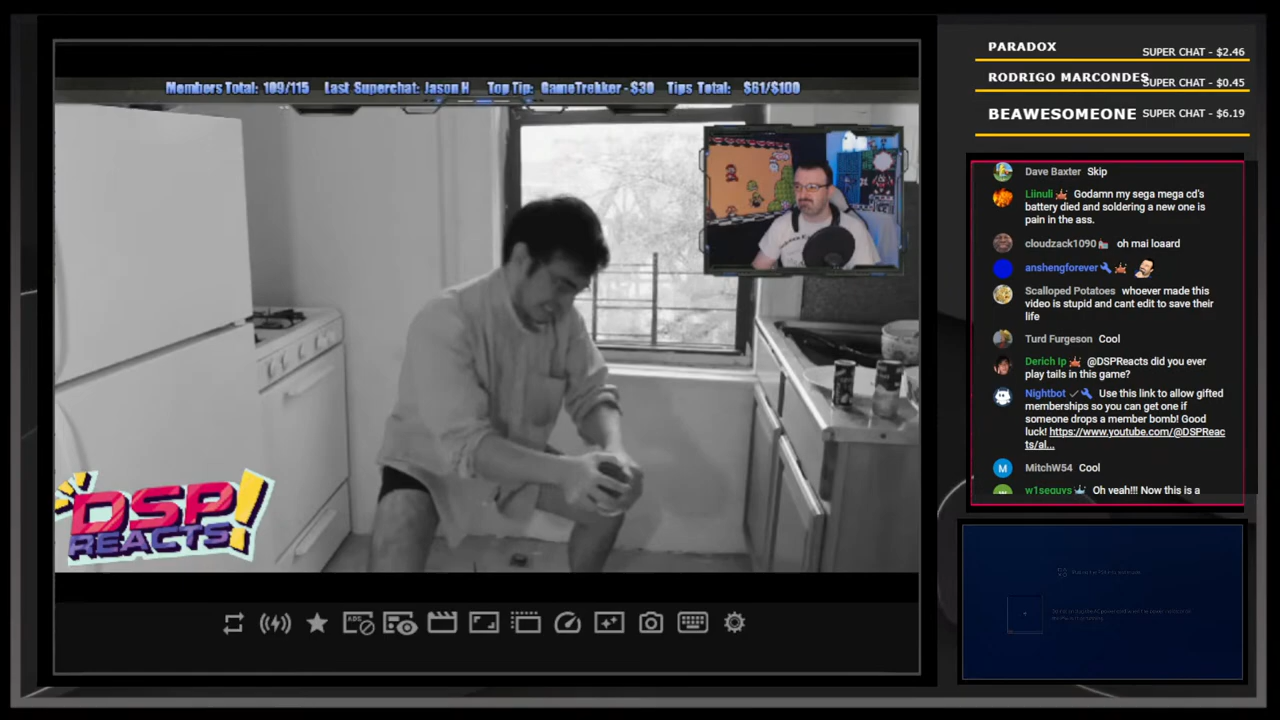 Members Total: 109/115 Last Superchat: Jason H Top Tip: GameTrekker - $30 Tips Total: $61/$100
DSP!
REACTS
ADS
PARADOX SUPER CHAT - $2.46
RODRIGO MARCONDES SUPER CHAT - $0.45
BEAWESOMEONE SUPER CHAT - $6.19
Dave Baxter Skip
Liinuli Godamn my sega mega cd's
battery died and soldering a new one is
pain in the ass.
cloudzack1090 oh mai loaard
anshengforever
Scalloped Potatoes whoever made this
video is stupid and cant edit to save their
life
Turd Furgeson Cool
Derich Ip @DSPReacts did you ever
play tails in this game?
Nightbot Use this link to allow gifted
memberships so you can get one if
someone drops a member bomb! Good
luck! https://www.youtube.com/@DSPReac
ts/al...
M MitchW54 Cool
w1seguys Oh yeah!!! Now this is a